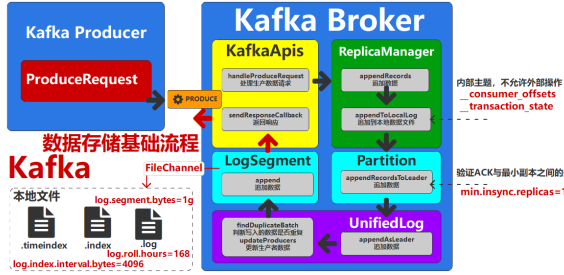 Kafka Producer
ProduceRequest
PRODUCE
数据存储基础流程
Kafka
Kafka Broker
KafkaApis
handleProduceRequest
处理生产数据请求
sendResponseCallback
返回响应
ReplicaManager
appendRecords
追加数据
appendToLocalLog
追加到本地数据文件
内部主题，不允许外部操作
__consumer_offsets
__transaction_state
FileChannel
LogSegment
append
追加数据
Partition
appendRecordsToLeader
追加数据
验证ACK与最小副本之间的
min.insync.replicas=1
UnifiedLog
findDuplicateBatch
判断写入的数据是否重复
updateProducers
更新生产者数据
appendAsLeader
追加数据
本地文件
log.segment.bytes=1g
.timeindex
.index
.log
log.roll.hours=168
log.index.interval.bytes=4096